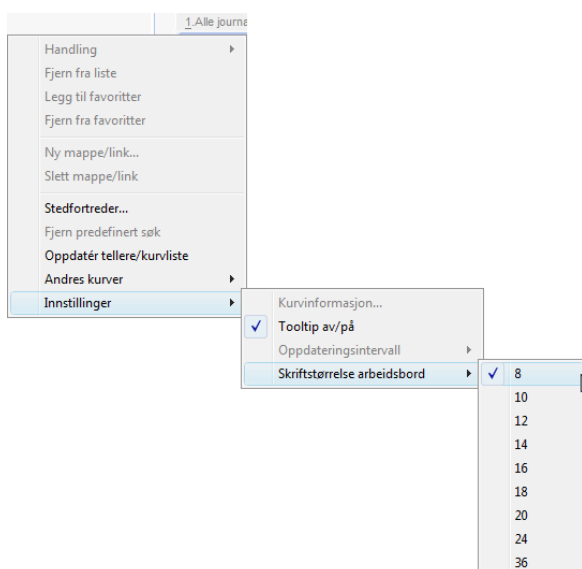 1.Alle journa
Handling
Fjern fra liste
Legg til favoritter
Fjern fra favoritter
Ny mappe/link...
Slett mappe/link
Stedfortreder...
Fjern predefinert søk
Oppdatér tellere/kurvliste
Andres kurver
Innstillinger
Kurvinformasjon...
Tooltip av/på
Oppdateringsintervall
Skriftstørrelse arbeidsbord
8
10
12
14
16
18
20
24
36